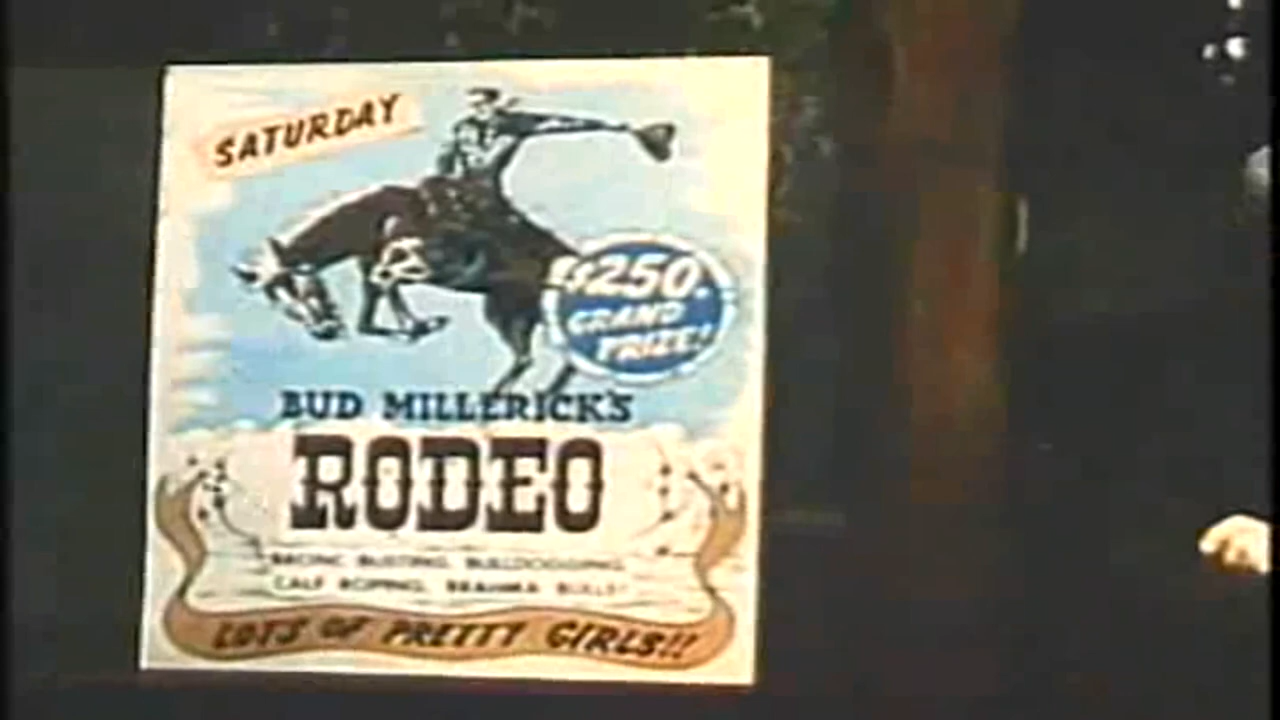 SATURDAY
$250.
GRAND
PRIZE!
BUD MILLERICK'S
RODEO
BRONC BUSTING, BULLDOGGING,
CALF ROPING, BRAHMA BULLS!
LOTS OF PRETTY GIRLS!!